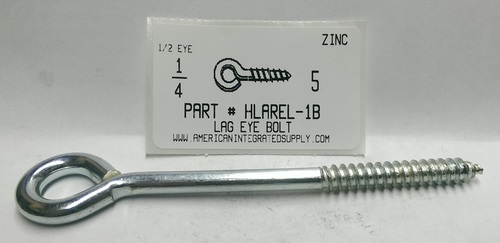 ZINC
1/2 EYE
1/4 5
PART # HLAREL-1B
LAG EYE BOLT
WWW.AMERICANINTEGRATEDSUPPLY.COM